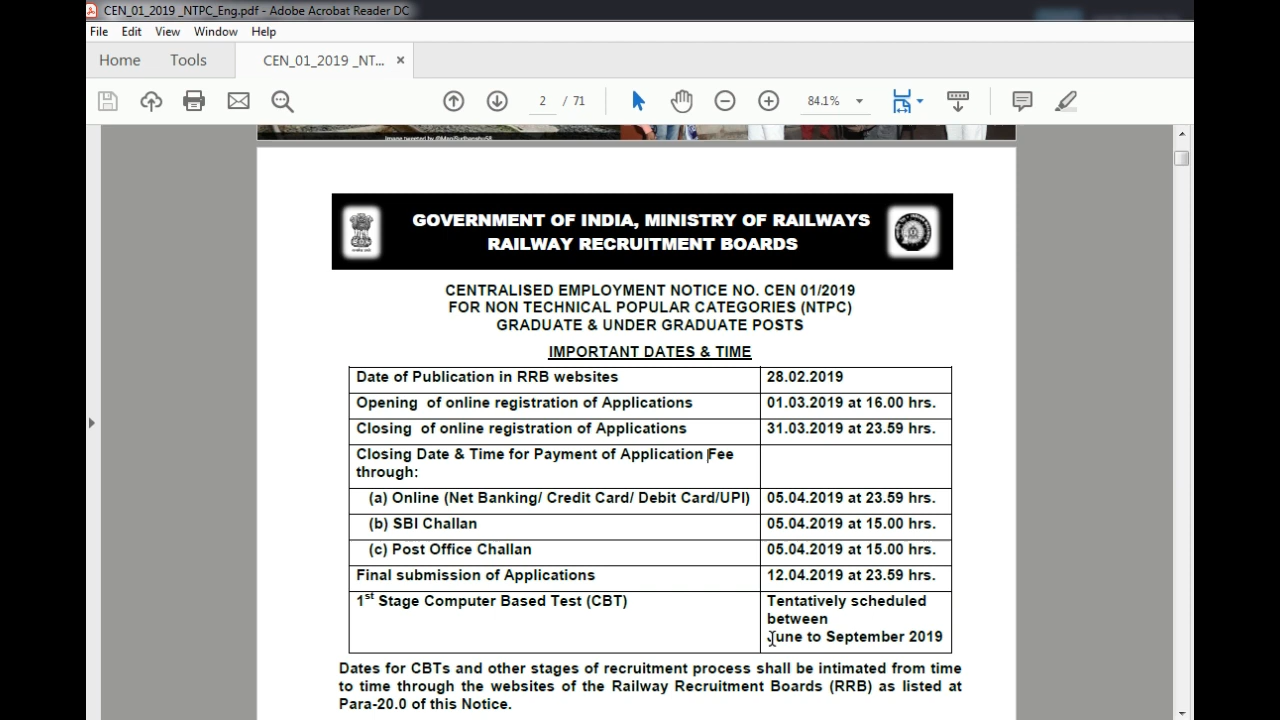 CEN_01_2019 _NTPC_Eng.pdf - Adobe Acrobat Reader DC
File Edit View Window Help
Home Tools CEN_01_2019 _NT... ×
2 / 71 84.1%
GOVERNMENT OF INDIA, MINISTRY OF RAILWAYS
RAILWAY RECRUITMENT BOARDS
CENTRALISED EMPLOYMENT NOTICE NO. CEN 01/2019
FOR NON TECHNICAL POPULAR CATEGORIES (NTPC)
GRADUATE & UNDER GRADUATE POSTS
IMPORTANT DATES & TIME
Date of Publication in RRB websites 28.02.2019
Opening of online registration of Applications 01.03.2019 at 16.00 hrs.
Closing of online registration of Applications 31.03.2019 at 23.59 hrs.
Closing Date & Time for Payment of Application Fee
through:
(a) Online (Net Banking/ Credit Card/ Debit Card/UPI) 05.04.2019 at 23.59 hrs.
(b) SBI Challan 05.04.2019 at 15.00 hrs.
(c) Post Office Challan 05.04.2019 at 15.00 hrs.
Final submission of Applications 12.04.2019 at 23.59 hrs.
1st Stage Computer Based Test (CBT) Tentatively scheduled
between
June to September 2019
Dates for CBTs and other stages of recruitment process shall be intimated from time
to time through the websites of the Railway Recruitment Boards (RRB) as listed at
Para-20.0 of this Notice.